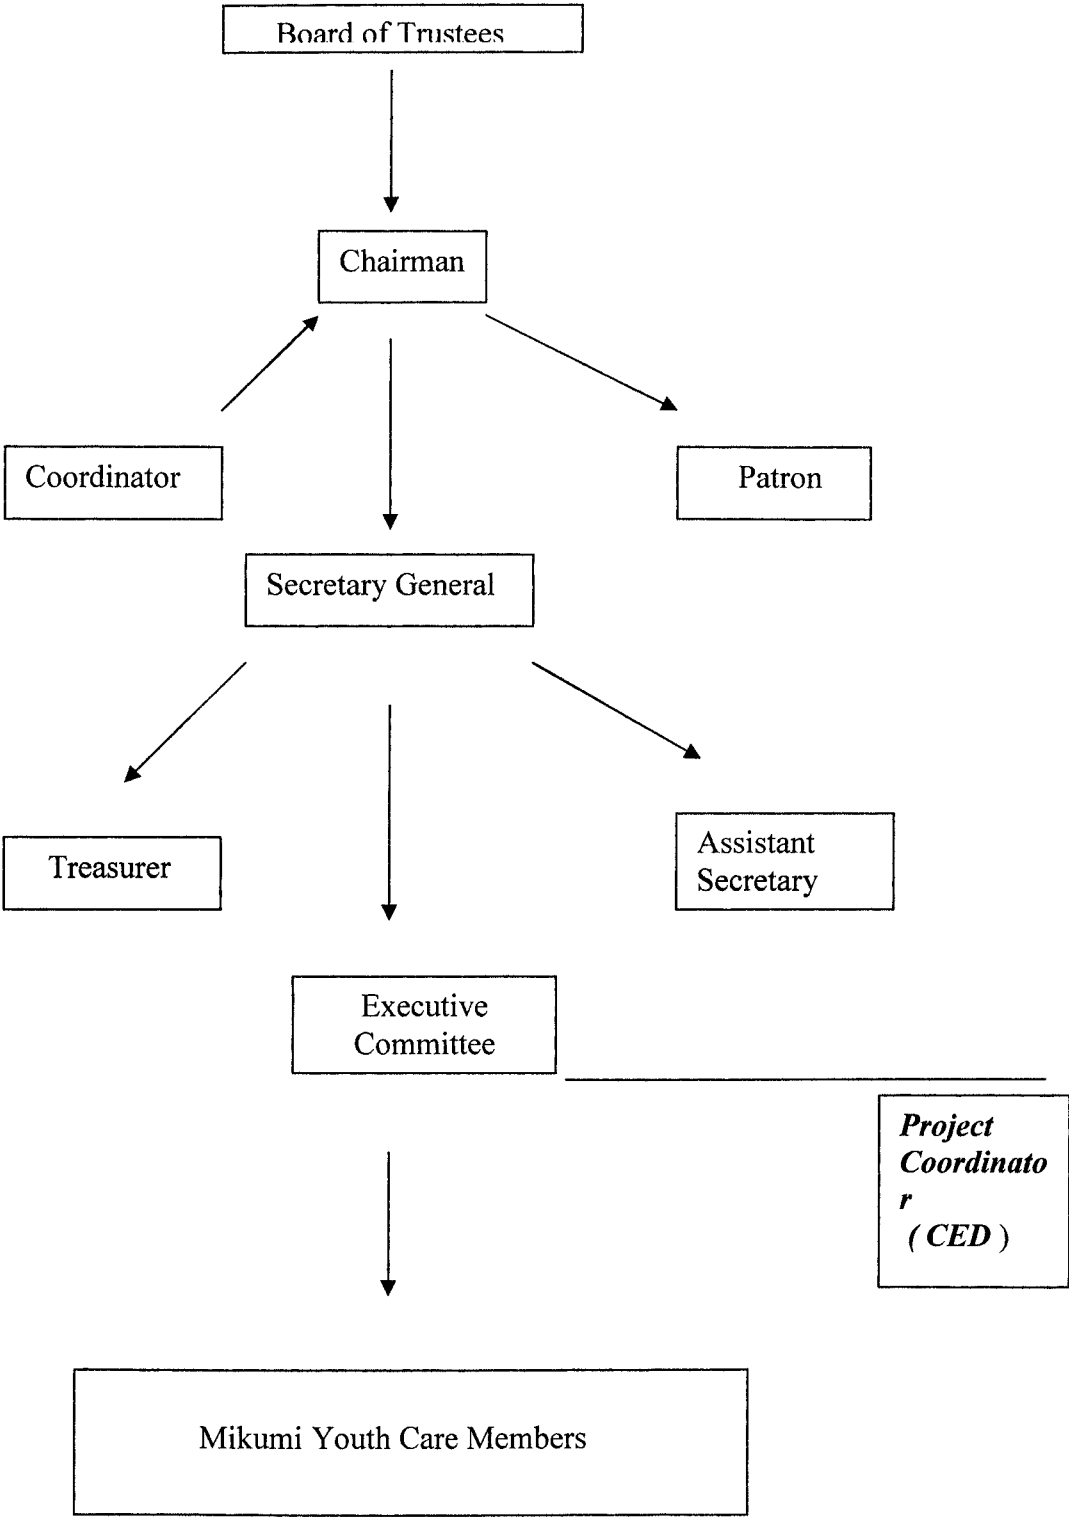 Board of Trustees
Chairman
Coordinator
Patron
Secretary General
Treasurer
Assistant
Secretary
Executive
Committee
Project
Coordinato
r
( CED )
Mikumi Youth Care Members